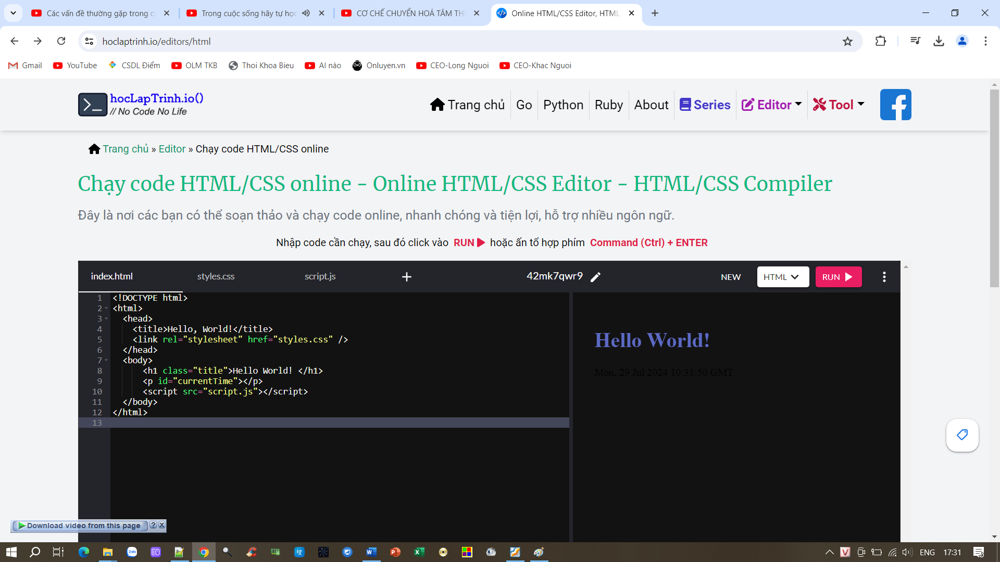 Các vấn đề thường gặp trong c
Trong cuộc sống hãy tự học
CƠ CHẾ CHUYỂN HOÁ TÂM TH
Online HTML/CSS Editor, HTML
hoclaptrinh.io/editors/html
Gmail
YouTube
CSDL Điểm
OLM TKB
Thoi Khoa Bieu
AI nào
Onluyen.vn
CEO-Long Nguoi
CEO-Khac Nguoi
hocLapTrinh.io()
// No Code No Life
Trang chủ
Go
Python
Ruby
About
Series
Editor
Tool
Trang chủ » Editor » Chạy code HTML/CSS online
Chạy code HTML/CSS online - Online HTML/CSS Editor - HTML/CSS Compiler
Đây là nơi các bạn có thể soạn thảo và chạy code online, nhanh chóng và tiện lợi, hỗ trợ nhiều ngôn ngữ.
Nhập code cần chạy, sau đó click vào RUN hoặc ấn tổ hợp phím Command (Ctrl) + ENTER
index.html
styles.css
script.js
42mk7qwr9
NEW
HTML
RUN
1 <!DOCTYPE html>
2 <html>
3 <head>
4 <title>Hello, World!</title>
5 <link rel="stylesheet" href="styles.css" />
6 </head>
7 <body>
8 <h1 class="title">Hello World! </h1>
9 <p id="currentTime"></p>
10 <script src="script.js"></script>
11 </body>
12 </html>
13
Hello World!
Mon, 29 Jul 2024 10:31:50 GMT
Download video from this page
ENG
17:31